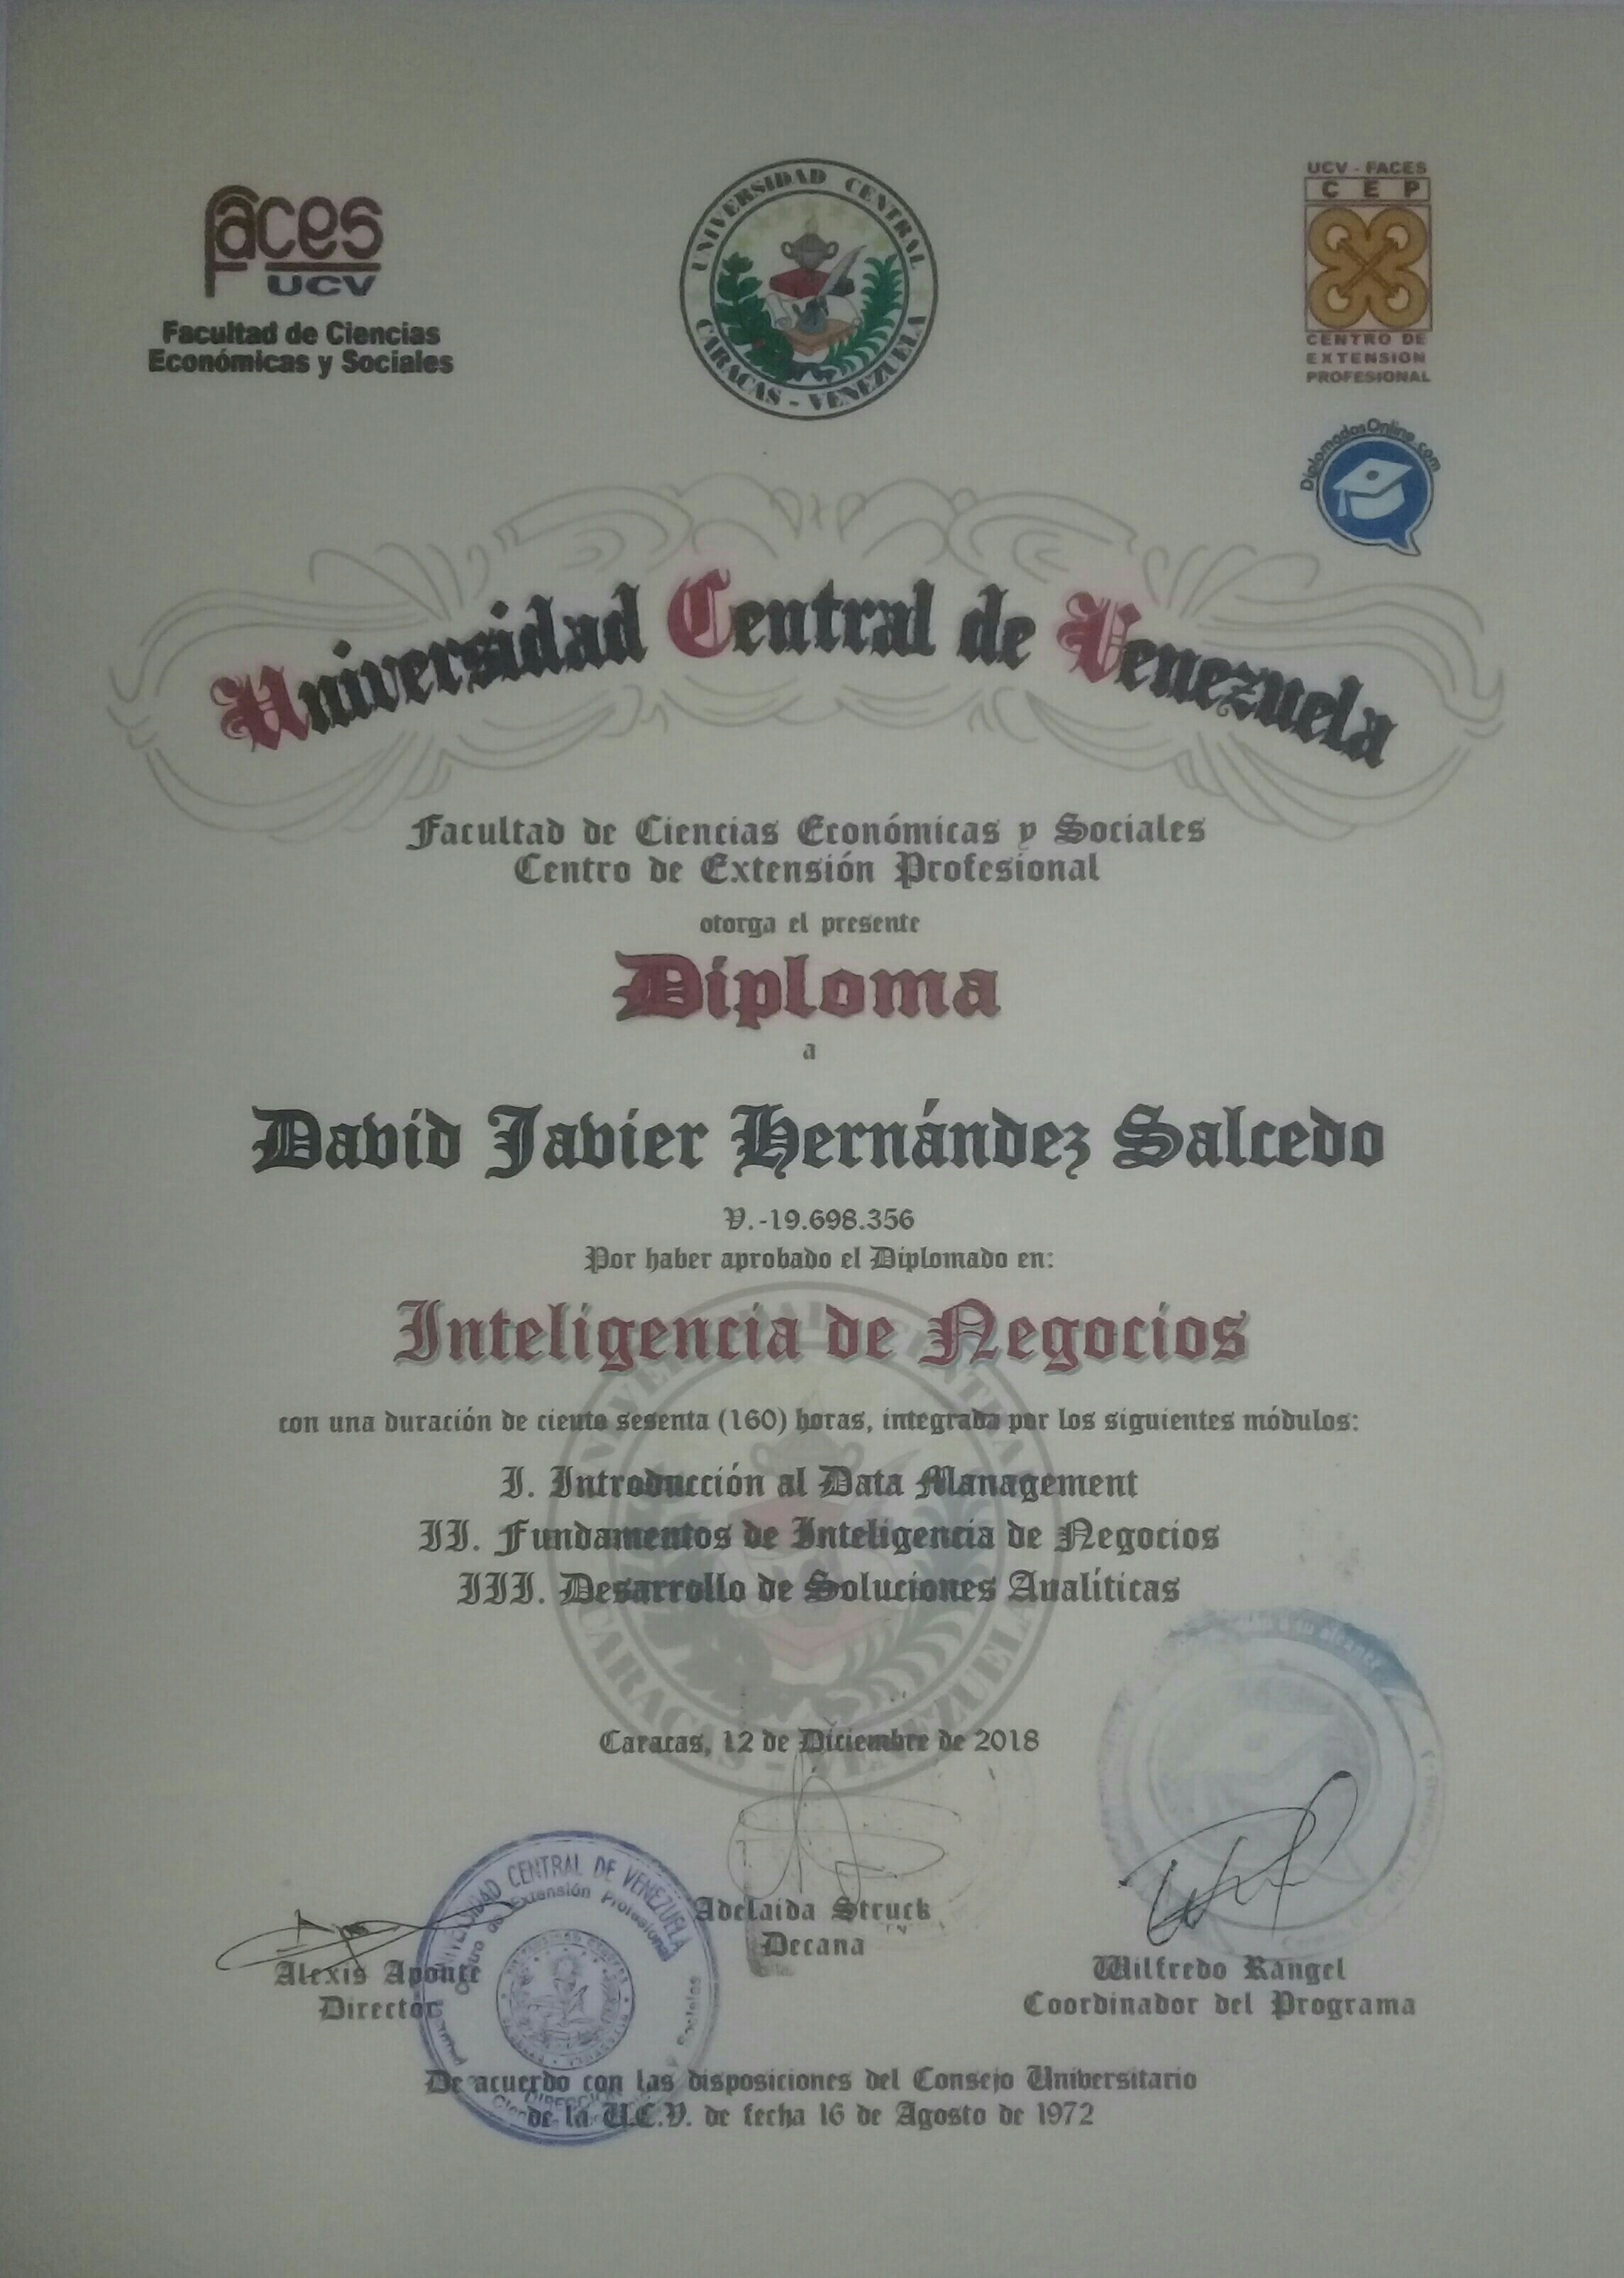 faces
UCV
Facultad de Ciencias
Económicas y Sociales
UNIVERSIDAD CENTRAL
CARACAS - VENEZUELA
UCV - FACES
CEP
CENTRO DE
EXTENSION
PROFESIONAL
DiplomadosOnline.com
Universidad Central de Venezuela
Facultad de Ciencias Económicas y Sociales
Centro de Extensión Profesional
otorga el presente
Diploma
a
David Javier Hernández Salcedo
V.-19.698.356
Por haber aprobado el Diplomado en:
Inteligencia de Negocios
con una duración de ciento sesenta (160) horas, integrada por los siguientes módulos:
I. Introducción al Data Management
II. Fundamentos de Inteligencia de Negocios
III. Desarrollo de Soluciones Analíticas
UNIVERSIDAD CENTRAL
CARACAS - VENEZUELA
Caracas, 12 de Diciembre de 2018
UNIVERSIDAD CENTRAL DE VENEZUELA
Centro de Extensión Profesional
DIRECCION
Alexis Aponte
Director
Adelaida Struck
Decana
Wilfredo Rangel
Coordinador del Programa
De acuerdo con las disposiciones del Consejo Universitario
de la U.C.V. de fecha 16 de Agosto de 1972